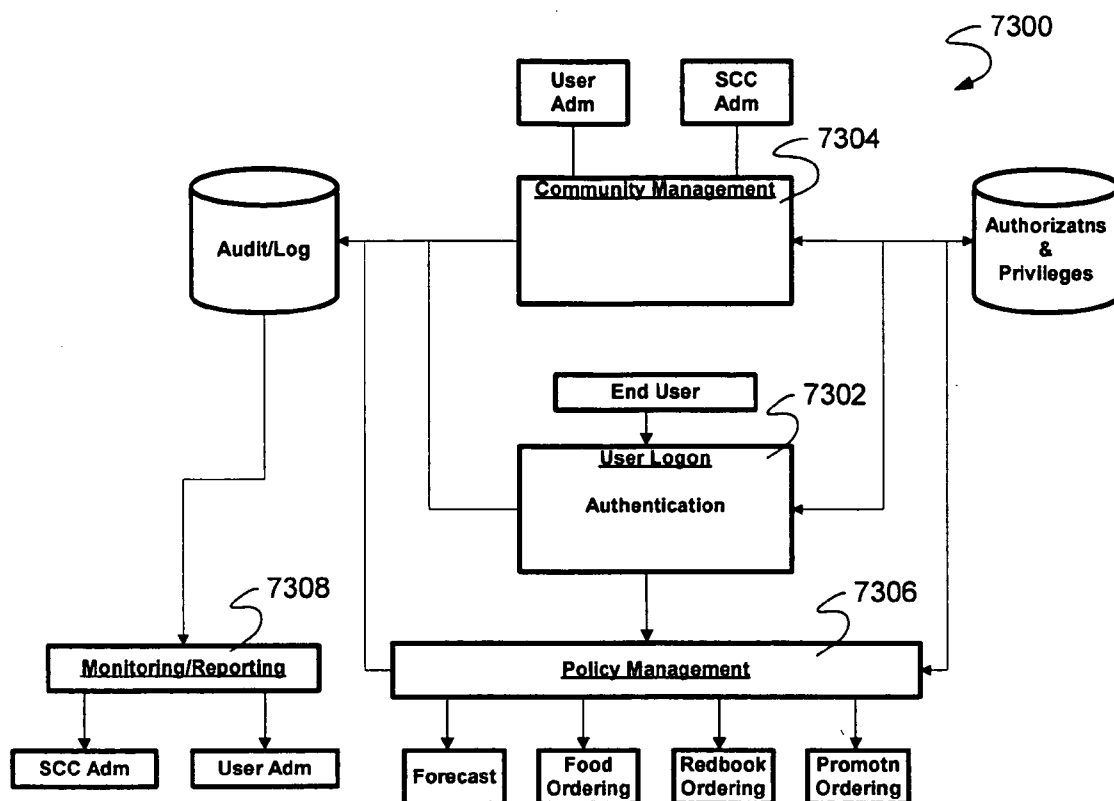 7300
User
Adm
SCC
Adm
7304
Community Management
Audit/Log
Authorizatns
&
Privileges
End User
7302
User Logon
Authentication
7308
7306
Monitoring/Reporting
Policy Management
SCC Adm
User Adm
Forecast
Food
Ordering
Redbook
Ordering
Promotn
Ordering